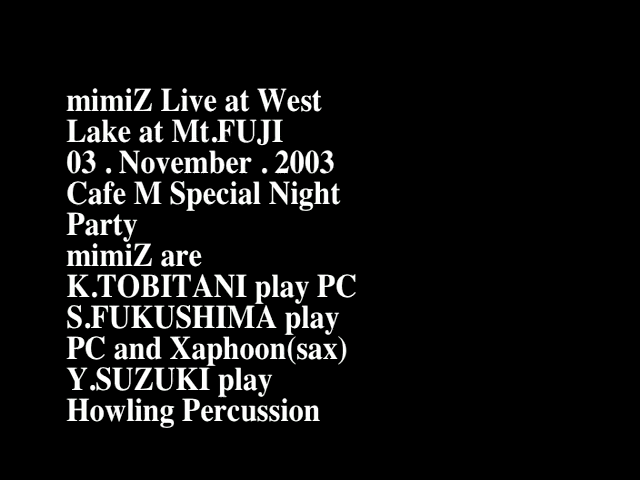 mimiZ Live at West
Lake at Mt.FUJI
03 . November . 2003
Cafe M Special Night
Party
mimiZ are
K.TOBITANI play PC
S.FUKUSHIMA play
PC and Xaphoon(sax)
Y.SUZUKI play
Howling Percussion